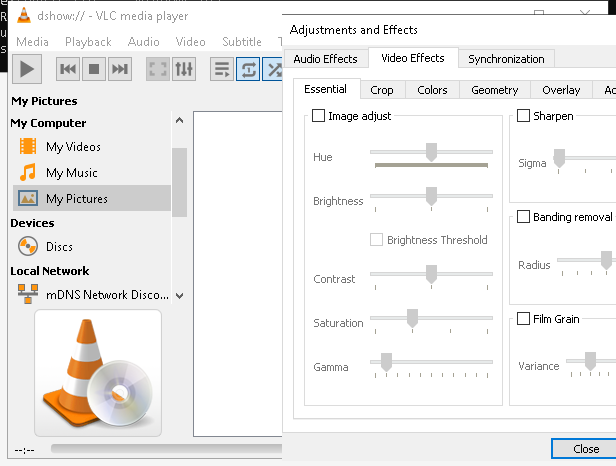 dshow:// - VLC media player
Media Playback Video Subtitle
My Pictures
My Computer
My Videos
My Music
My Pictures
Devices
Discs
Local Network
mDNS Network Disco...
--:--
Adjustments and Effects
Audio Effects Video Effects Synchronization
Essential Crop Colors Geometry Overlay
Image adjust
Hue
Brightness
Brightness Threshold
Contrast
Saturation
Gamma
Sharpen
Sigma
Banding removal
Radius
Film Grain
Variance
Close